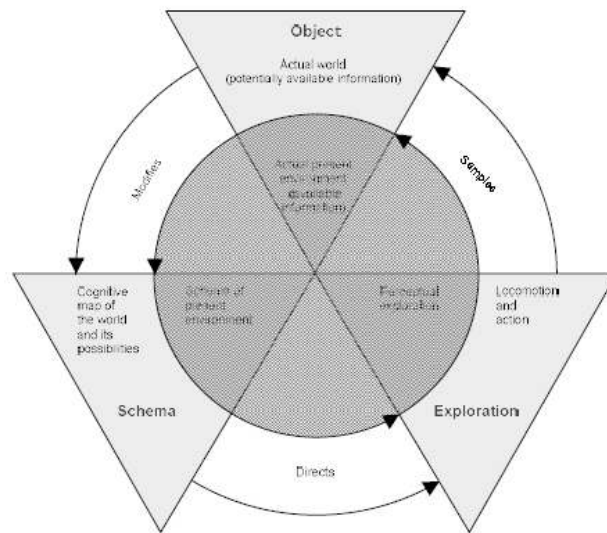 Object
Actual world
(potentially available information)
Actual present
environment
(available
information)
Modifies
Samples
Cognitive
map of
the world
and its
possibilities
Schema of
present
environment
Perceptual
exploration
Locomotion
and
action
Schema
Exploration
Directs